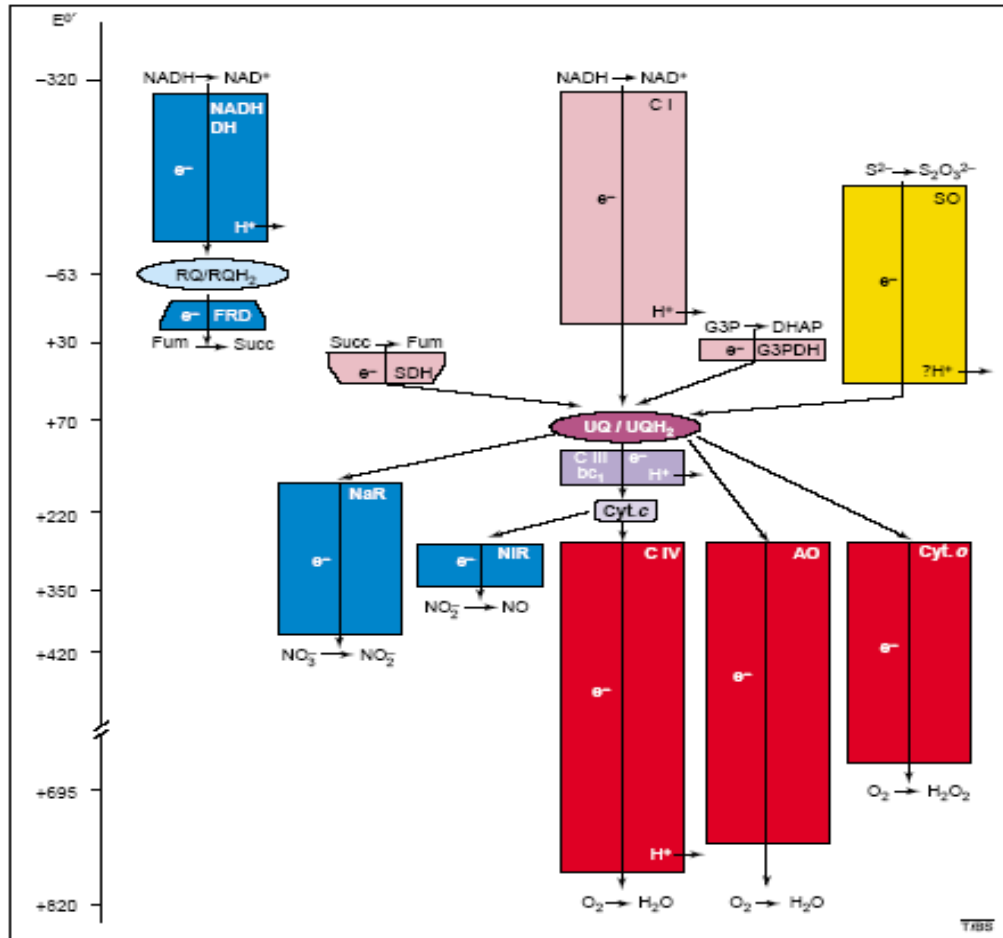 E⁰′
–320
NADH → NAD⁺
NADH → NAD⁺
NADH
DH
C I
e⁻
e⁻
S²⁻ → S₂O₃²⁻
SO
H⁺
–63
RQ/RQH₂
e⁻
H⁺
G3P → DHAP
e⁻ FRD
+30
Fum → Succ
Succ → Fum
e⁻ G3PDH
e⁻ SDH
?H⁺
+70
UQ / UQH₂
C III e⁻
bc₁ H⁺
NaR
+220
Cyt.c
NIR
C IV
AO
Cyt.o
e⁻
e⁻
+350
NO₂⁻ → NO
+420
NO₃⁻ → NO₂⁻
e⁻
e⁻
e⁻
+695
O₂ → H₂O₂
H⁺
+820
O₂ → H₂O
O₂ → H₂O
TiBS